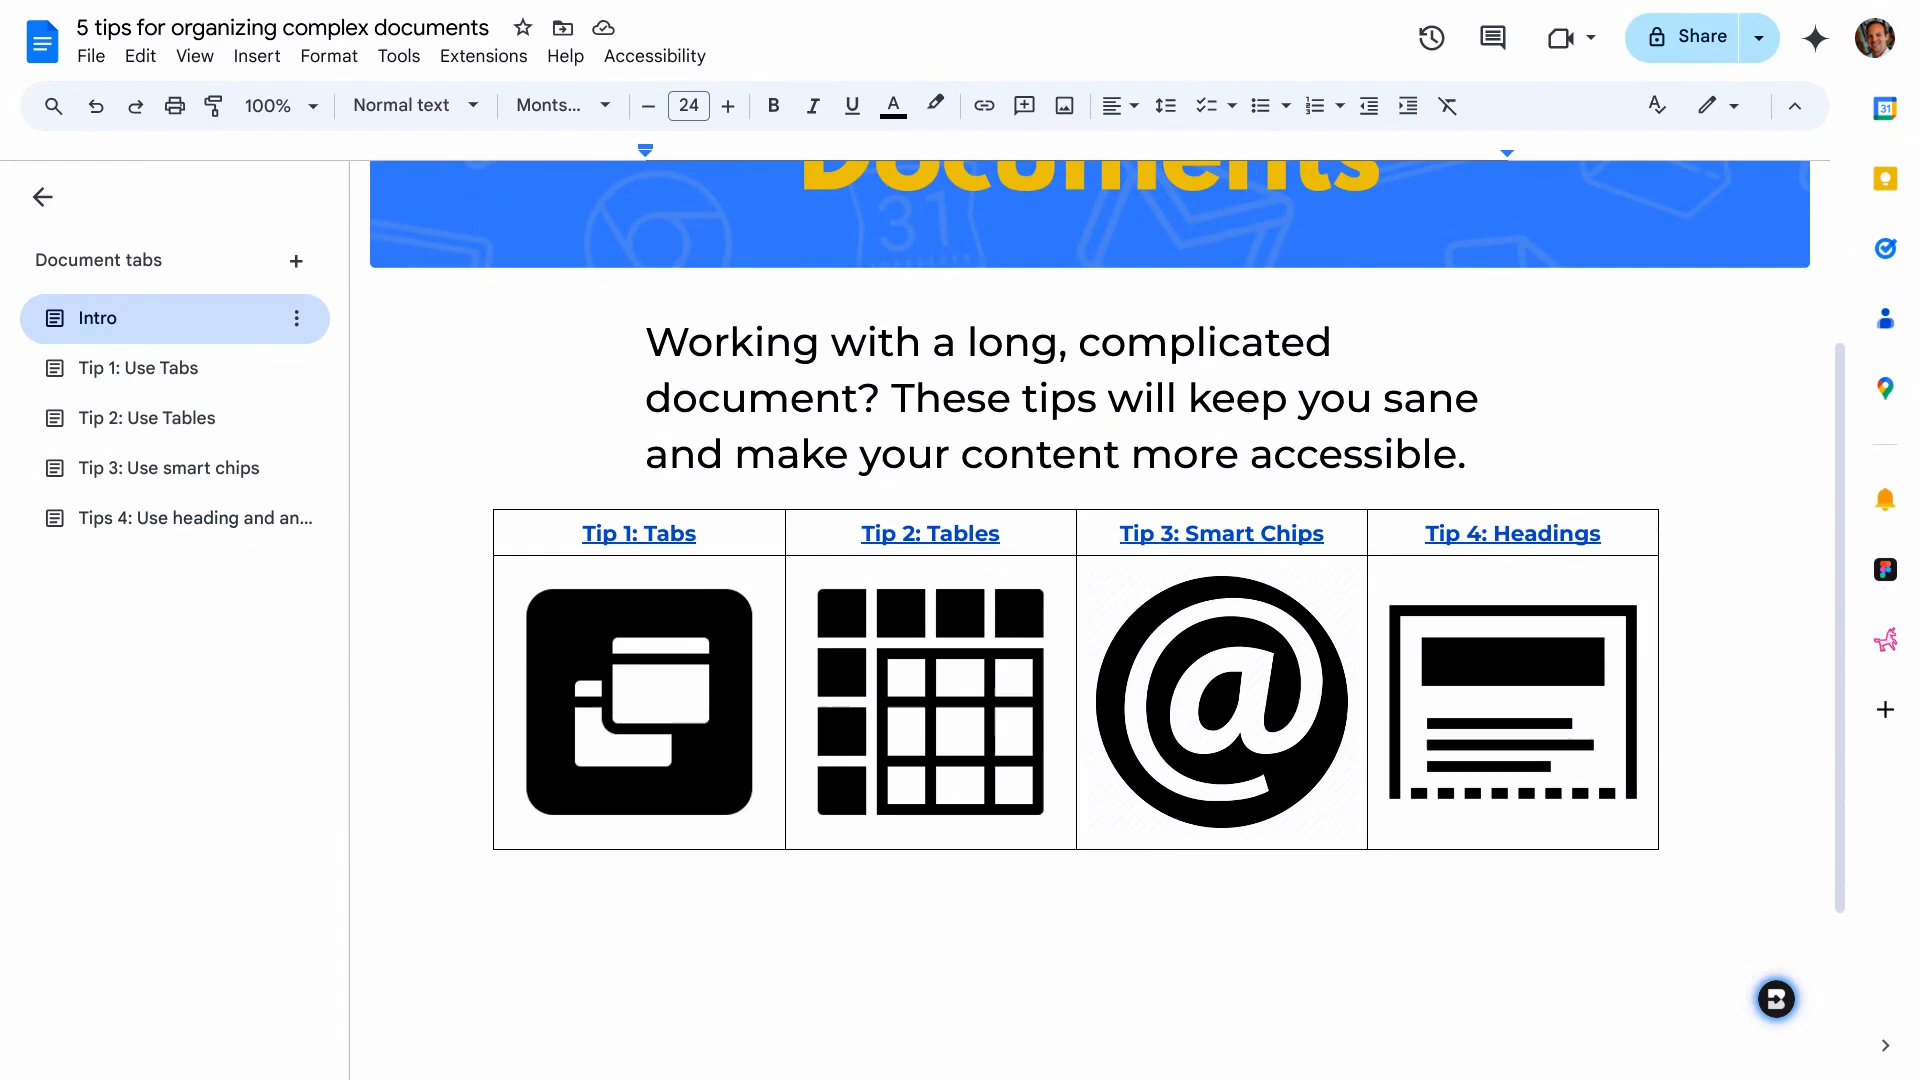 5 tips for organizing complex documents
File Edit View Insert Format Tools Extensions Help Accessibility
Share
100% Normal text Monts... 24 B I U A
31
Documents
31
Document tabs
Intro
Tip 1: Use Tabs
Tip 2: Use Tables
Tip 3: Use smart chips
Tips 4: Use heading and an...
Working with a long, complicated
document? These tips will keep you sane
and make your content more accessible.
Tip 1: Tabs Tip 2: Tables Tip 3: Smart Chips Tip 4: Headings
@